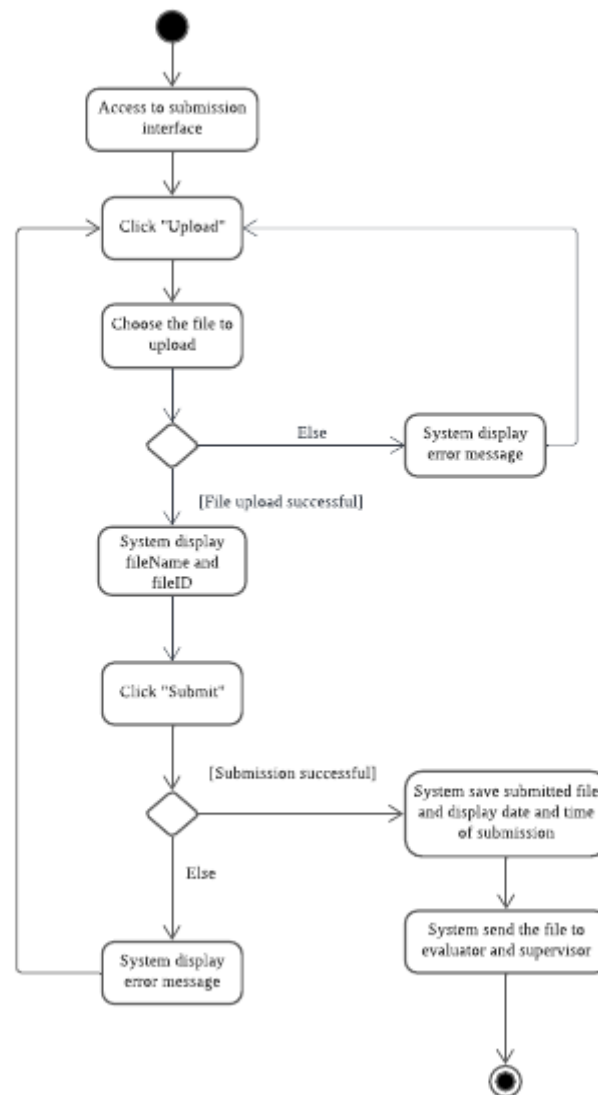 Access to submission
interface
Click "Upload"
Choose the file to
upload
Else
System display
error message
[File upload successful]
System display
fileName and
fileID
Click "Submit"
[Submission successful]
System save submitted file
and display date and time
of submission
Else
System send the file to
evaluator and supervisor
System display
error message